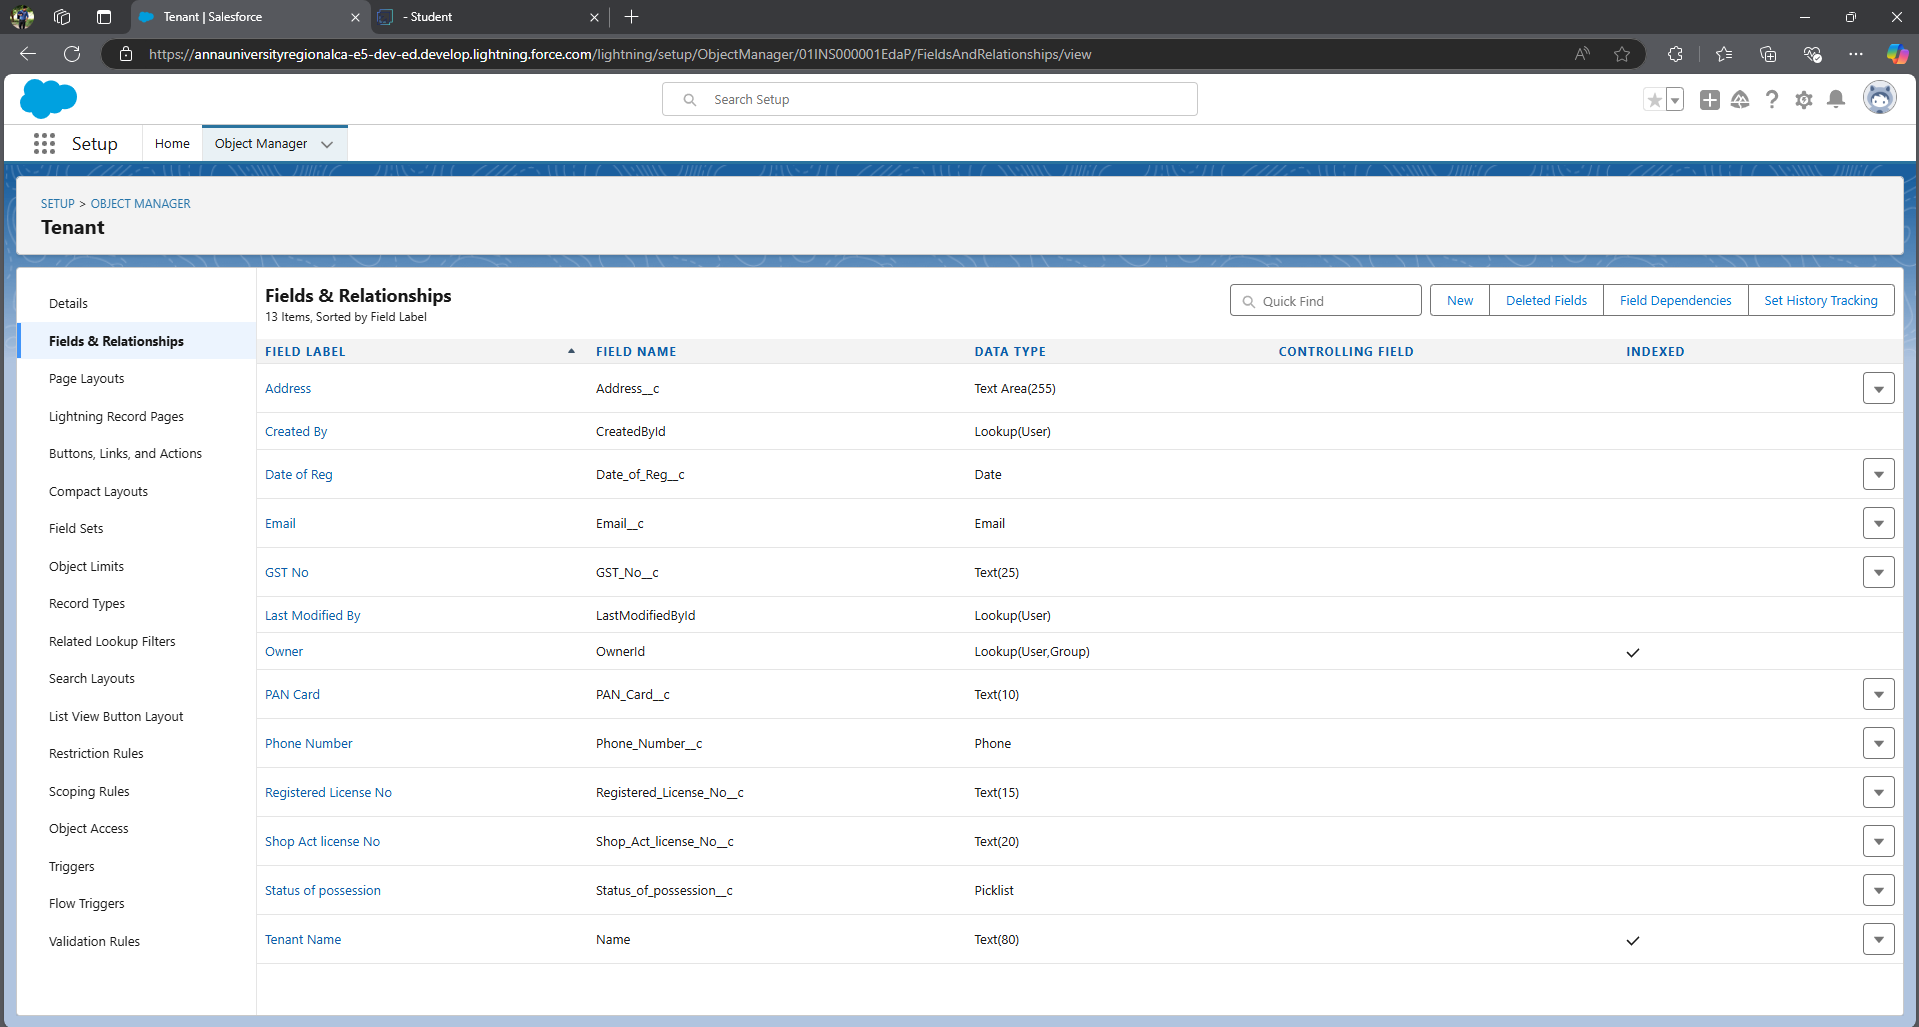 Tenant | Salesforce
- Student
https://annauniversityregionalca-e5-dev-ed.develop.lightning.force.com/lightning/setup/ObjectManager/01INS000001EdaP/FieldsAndRelationships/view
Search Setup
Setup
Home
Object Manager
SETUP > OBJECT MANAGER
Tenant
Details
Fields & Relationships
Page Layouts
Lightning Record Pages
Buttons, Links, and Actions
Compact Layouts
Field Sets
Object Limits
Record Types
Related Lookup Filters
Search Layouts
List View Button Layout
Restriction Rules
Scoping Rules
Object Access
Triggers
Flow Triggers
Validation Rules
Fields & Relationships
13 Items, Sorted by Field Label
Quick Find
New
Deleted Fields
Field Dependencies
Set History Tracking
FIELD LABEL FIELD NAME DATA TYPE CONTROLLING FIELD INDEXED
Address Address__c Text Area(255)
Created By CreatedById Lookup(User)
Date of Reg Date_of_Reg__c Date
Email Email__c Email
GST No GST_No__c Text(25)
Last Modified By LastModifiedById Lookup(User)
Owner OwnerId Lookup(User,Group)
PAN Card PAN_Card__c Text(10)
Phone Number Phone_Number__c Phone
Registered License No Registered_License_No__c Text(15)
Shop Act license No Shop_Act_license_No__c Text(20)
Status of possession Status_of_possession__c Picklist
Tenant Name Name Text(80)